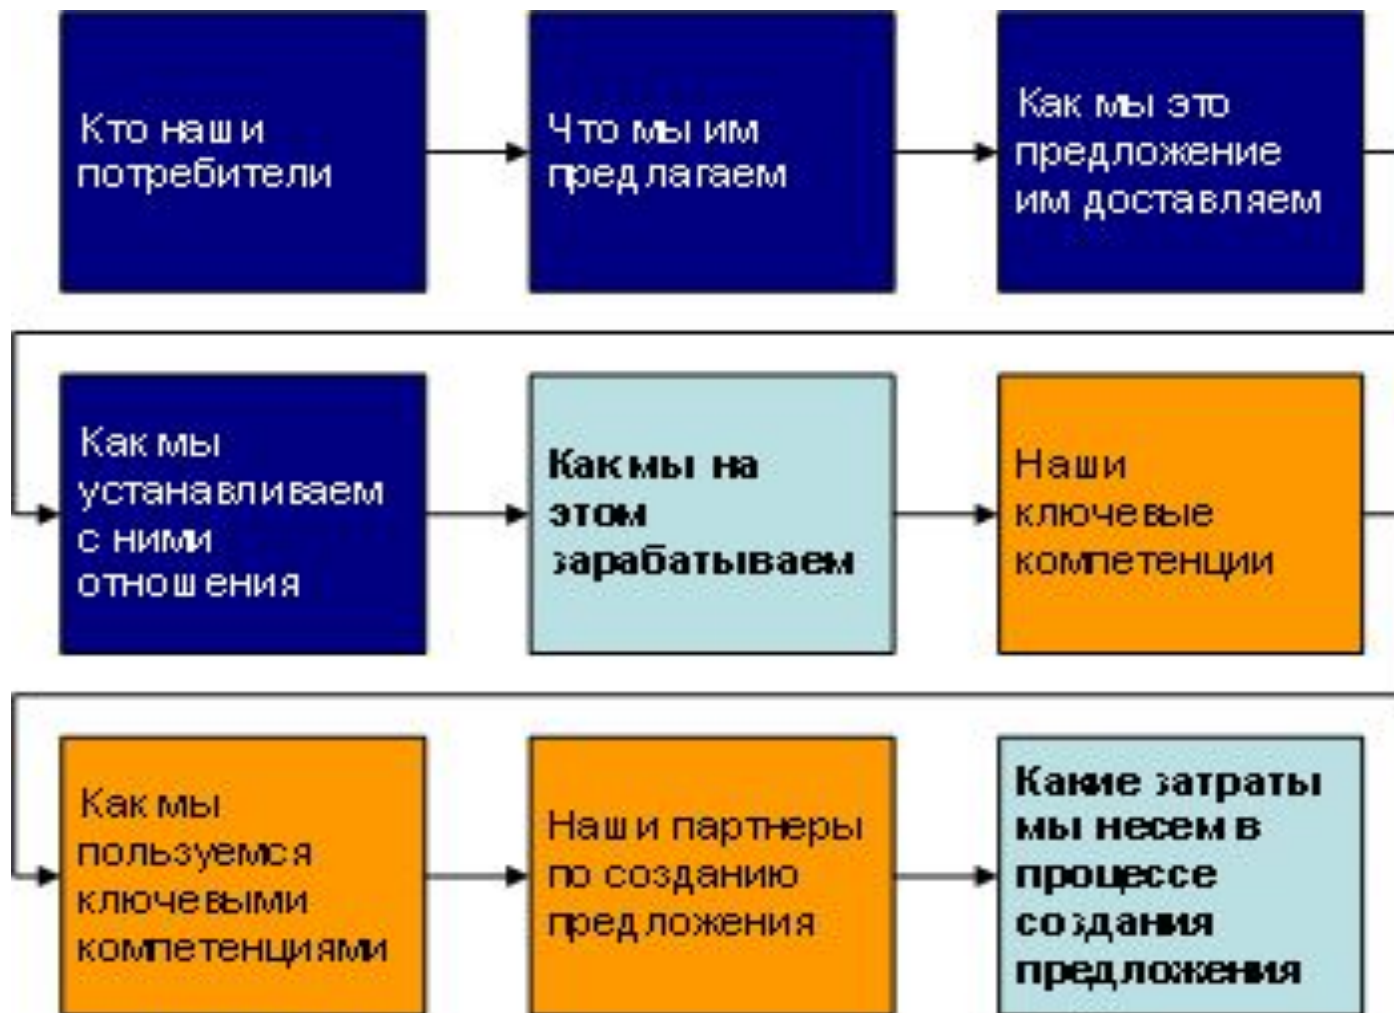 Кто наши
потребители
Что мы им
предлагаем
Как мы это
предложение
им доставляем
Как мы
устанавливаем
с ними
отношения
Как мы на
этом
зарабатываем
Наши
ключевые
компетенции
Как мы
пользуемся
ключевыми
компетенциями
Наши партнеры
по созданию
предложения
Какие затраты
мы несем в
процессе
создания
предложения